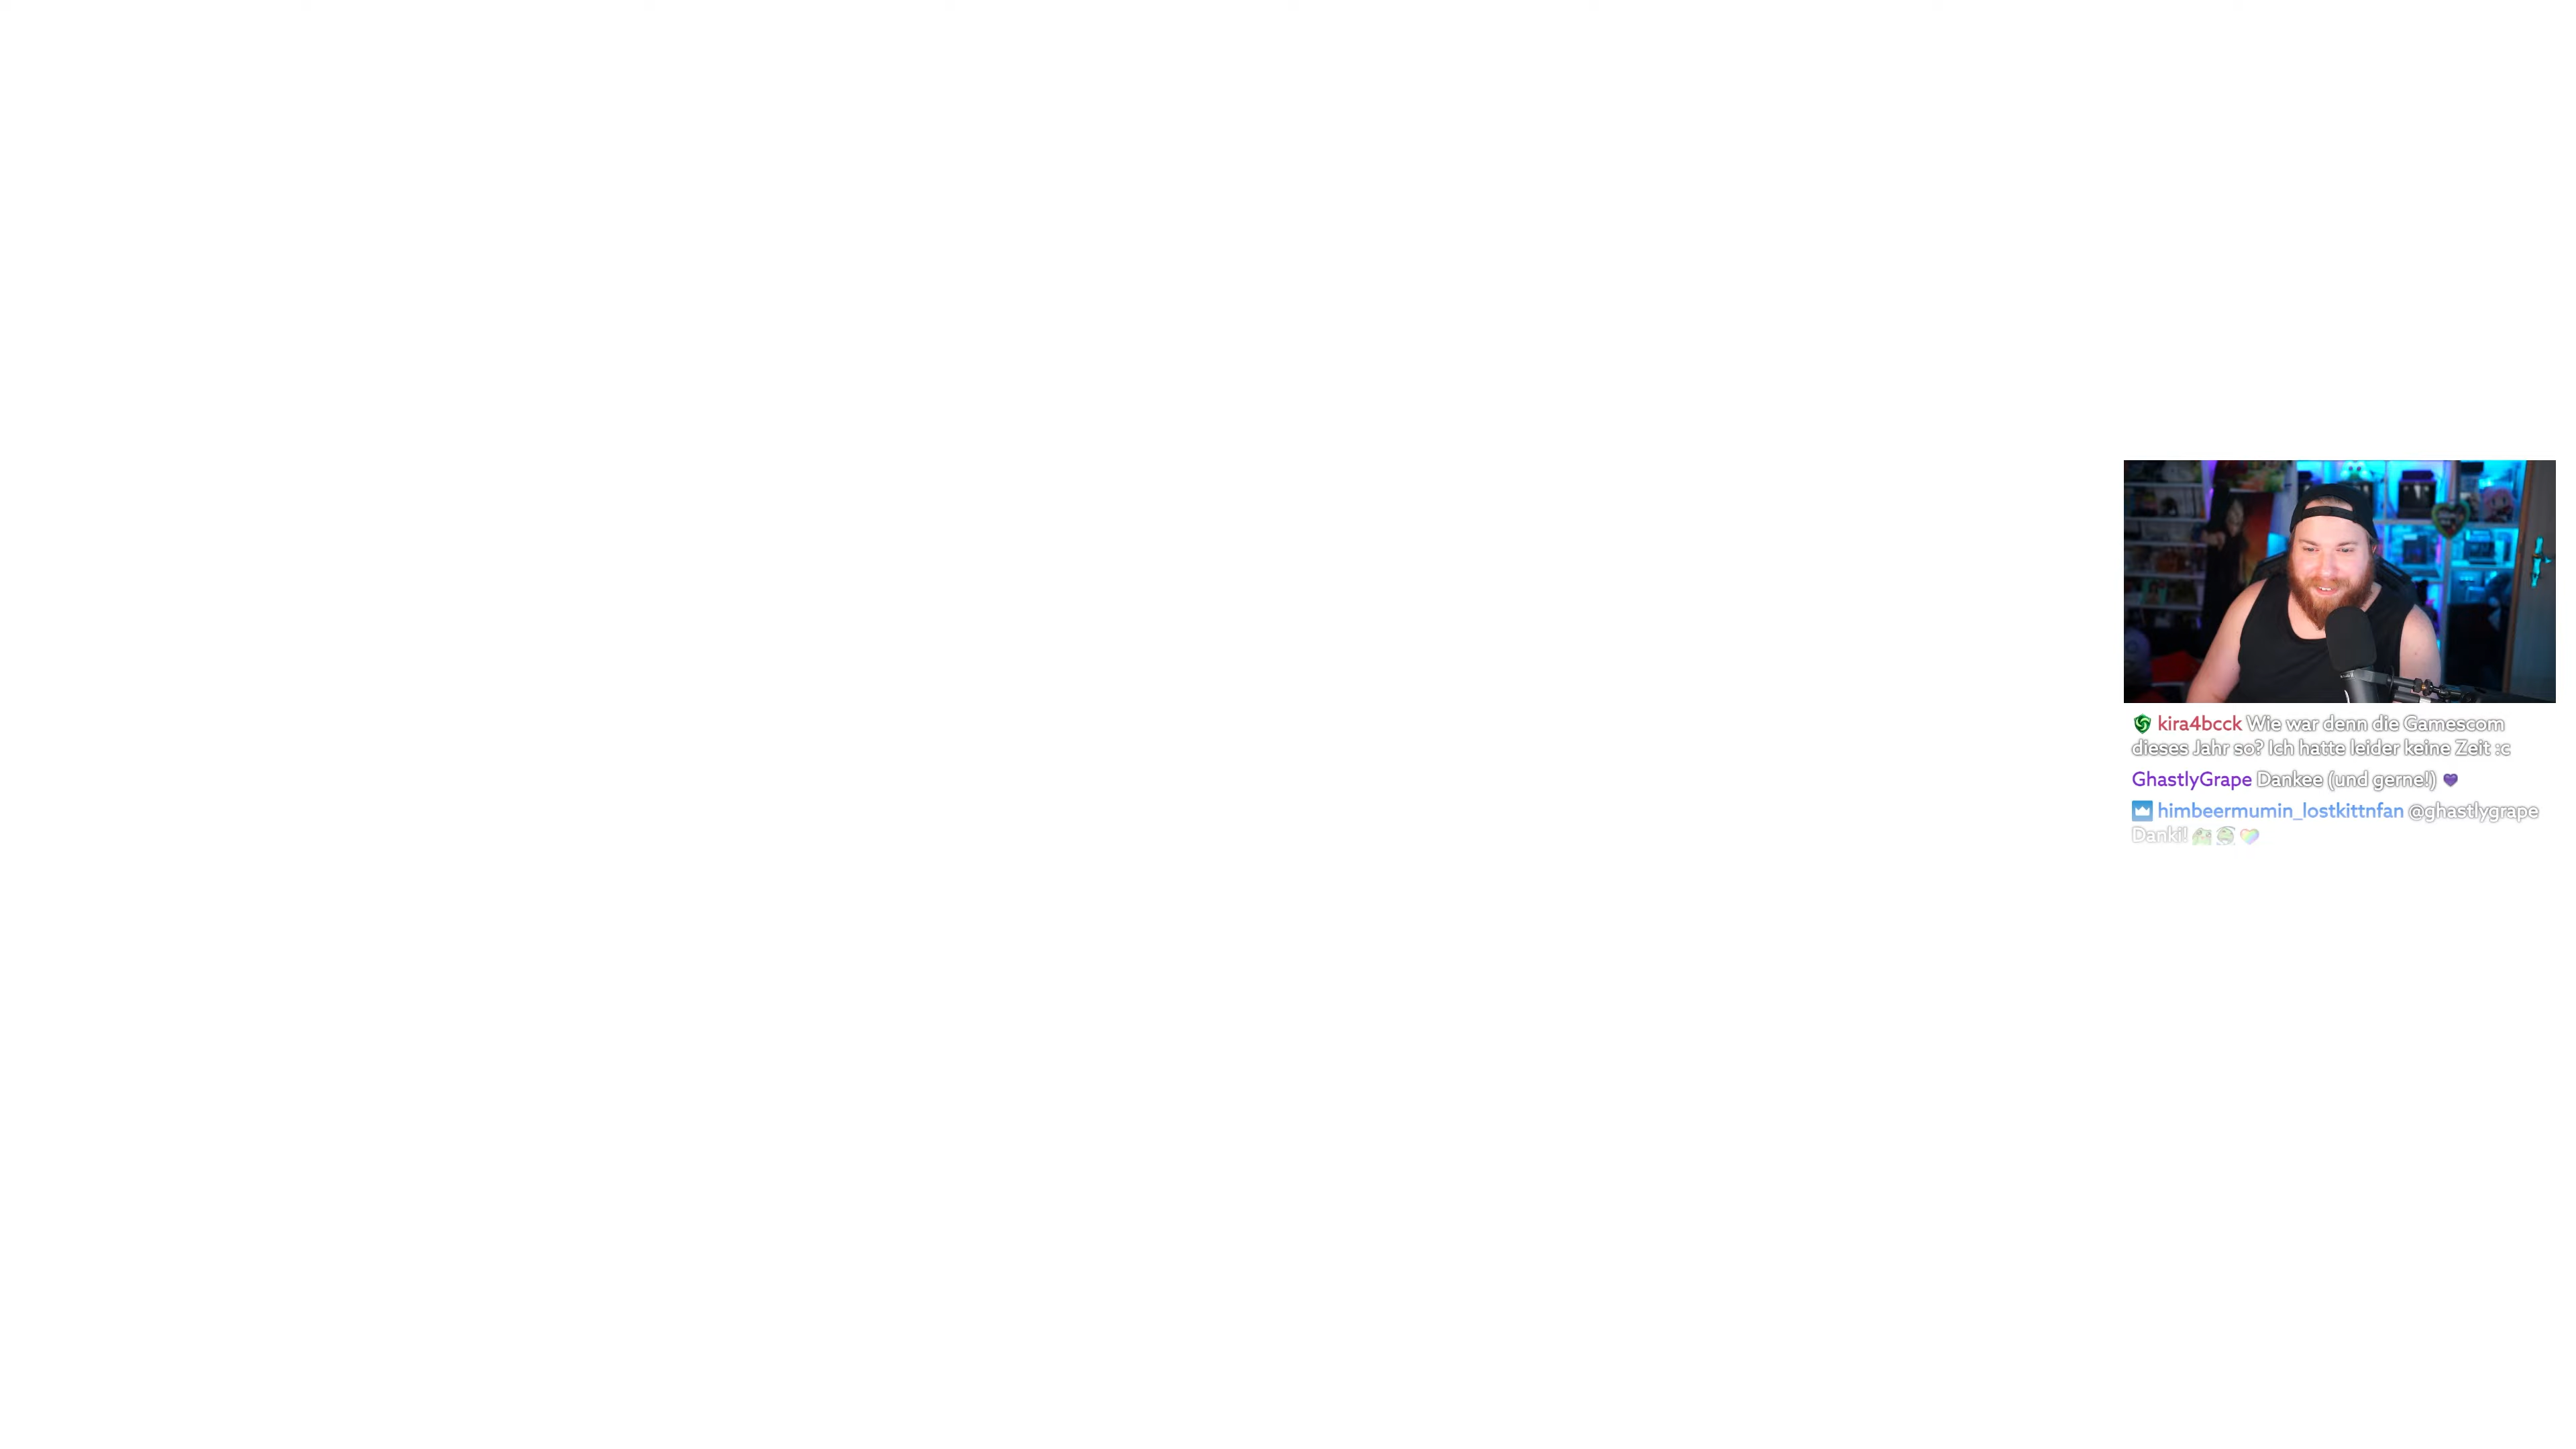 kira4bcck Wie war denn die Gamescom
dieses Jahr so? Ich hatte leider keine Zeit :c
GhastlyGrape Dankee (und gerne!) 💜
himbeermumin_lostkittnfan @ghastlygrape
Danki!